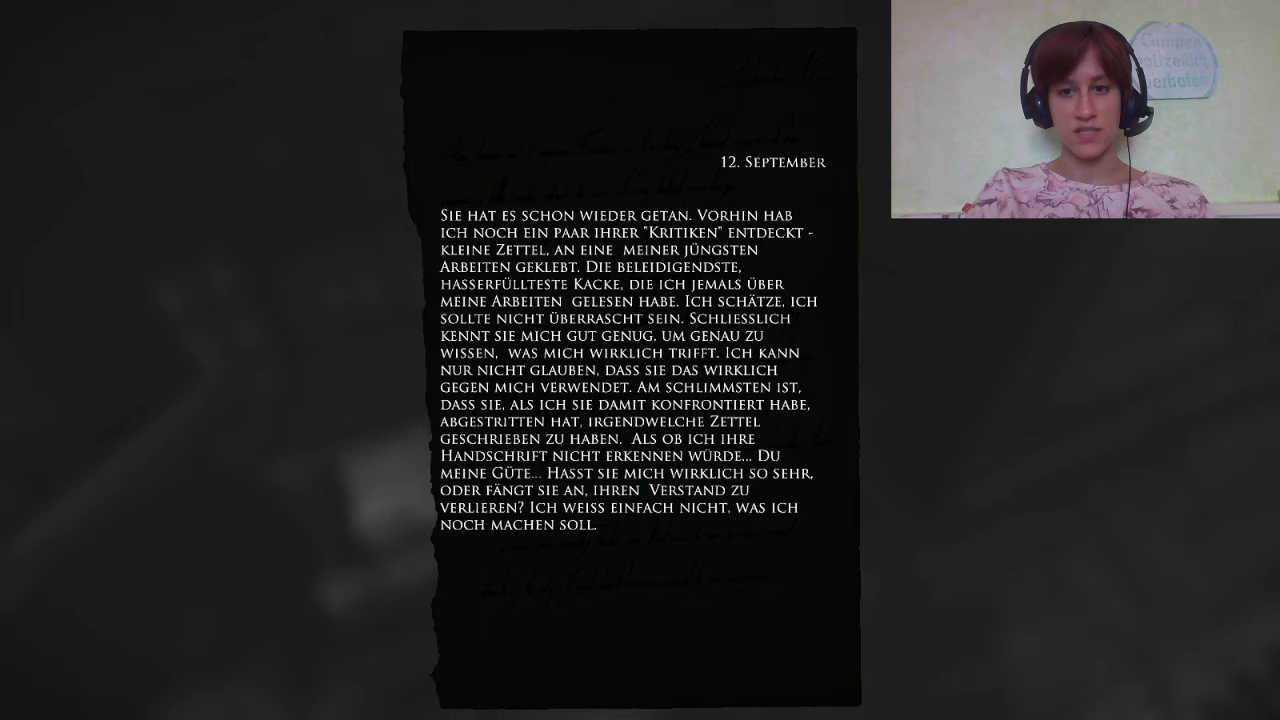 12. SEPTEMBER
SIE HAT ES SCHON WIEDER GETAN. VORHIN HAB
ICH NOCH EIN PAAR IHRER "KRITIKEN" ENTDECKT -
KLEINE ZETTEL, AN EINE MEINER JÜNGSTEN
ARBEITEN GEKLEBT. DIE BELEIDIGENDSTE,
HASSERFÜLLTESTE KACKE, DIE ICH JEMALS ÜBER
MEINE ARBEITEN GELESEN HABE. ICH SCHÄTZE, ICH
SOLLTE NICHT ÜBERRASCHT SEIN. SCHLIESSLICH
KENNT SIE MICH GUT GENUG, UM GENAU ZU
WISSEN, WAS MICH WIRKLICH TRIFFT. ICH KANN
NUR NICHT GLAUBEN, DASS SIE DAS WIRKLICH
GEGEN MICH VERWENDET. AM SCHLIMMSTEN IST,
DASS SIE, ALS ICH SIE DAMIT KONFRONTIERT HABE,
ABGESTRITTEN HAT, IRGENDWELCHE ZETTEL
GESCHRIEBEN ZU HABEN. ALS OB ICH IHRE
HANDSCHRIFT NICHT ERKENNEN WÜRDE... DU
MEINE GÜTE... HASST SIE MICH WIRKLICH SO SEHR,
ODER FÄNGT SIE AN, IHREN VERSTAND ZU
VERLIEREN? ICH WEISS EINFACH NICHT, WAS ICH
NOCH MACHEN SOLL.
Campen
polizeilich
verboten